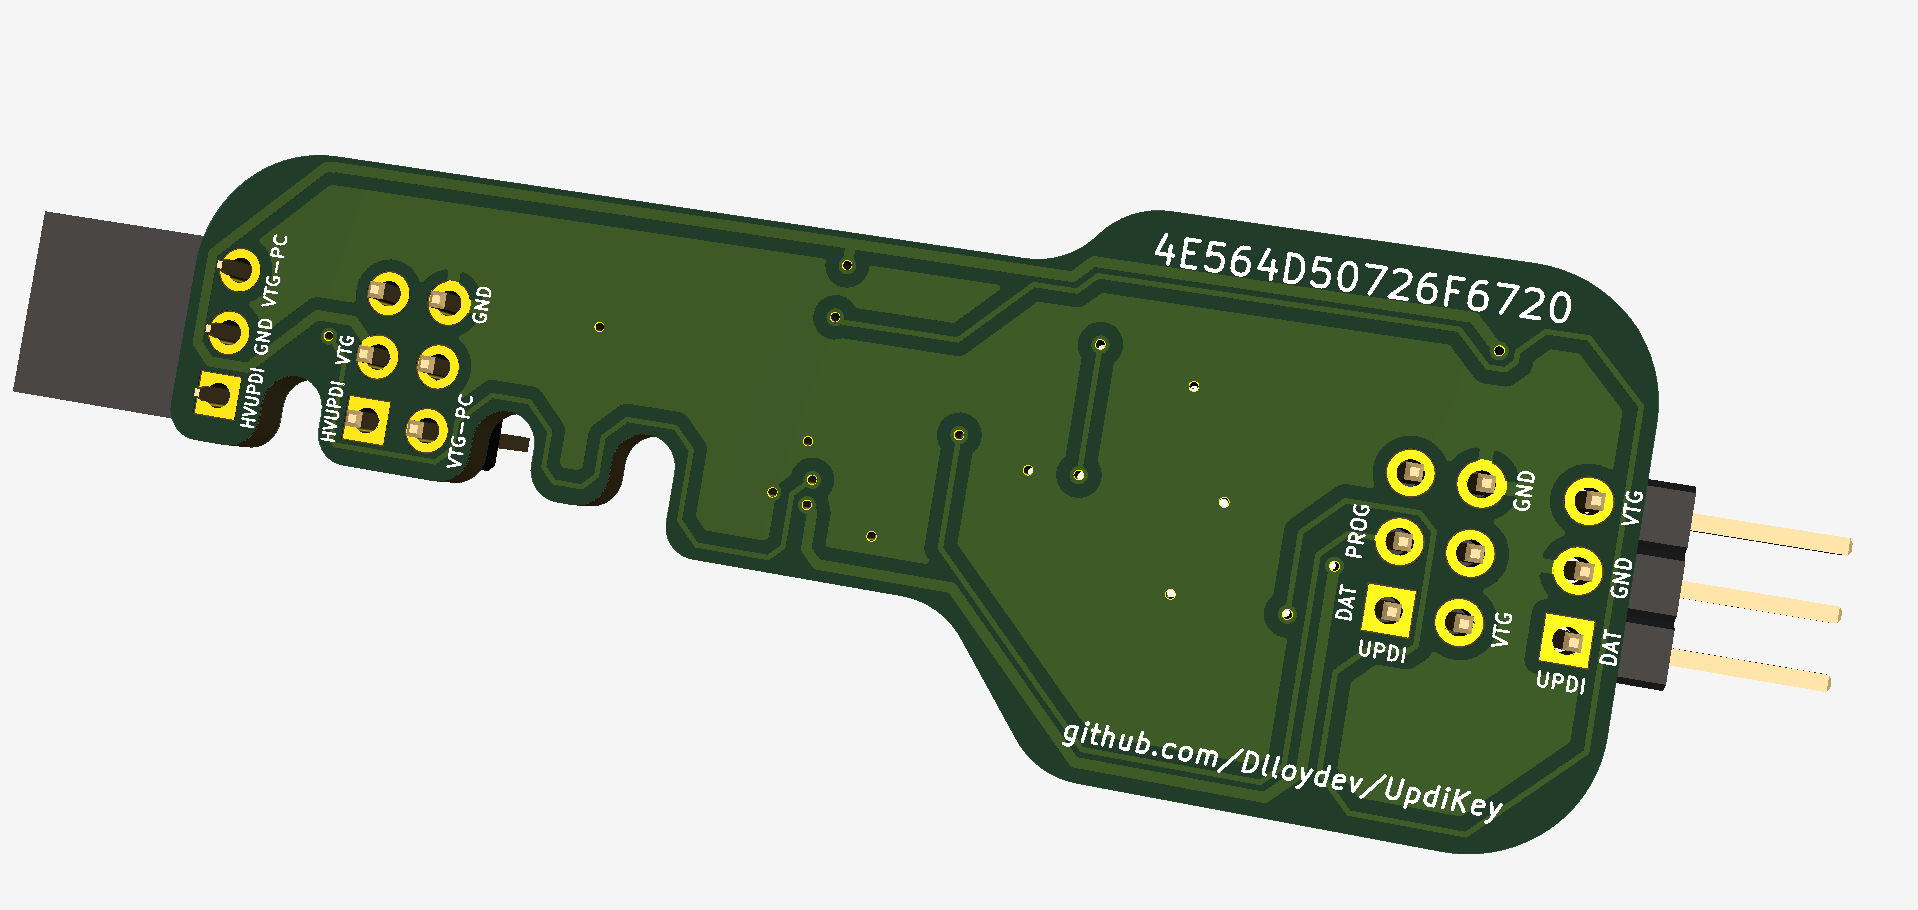 4E564D50726F6720
VTG-PC
GND
HVUPDI
GND
VTG
HVUPDI
VTG-PC
GND
PROG
DAT
VTG
UPDI
VTG
GND
DAT
UPDI
github.com/Dlloydev/UpdiKey